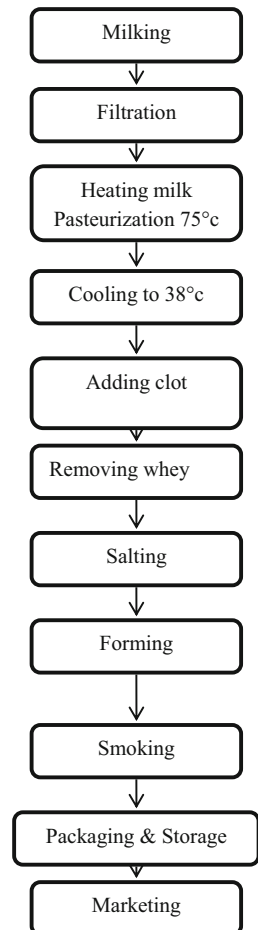 Milking
Filtration
Heating milk
Pasteurization 75°c
Cooling to 38°c
Adding clot
Removing whey
Salting
Forming
Smoking
Packaging & Storage
Marketing